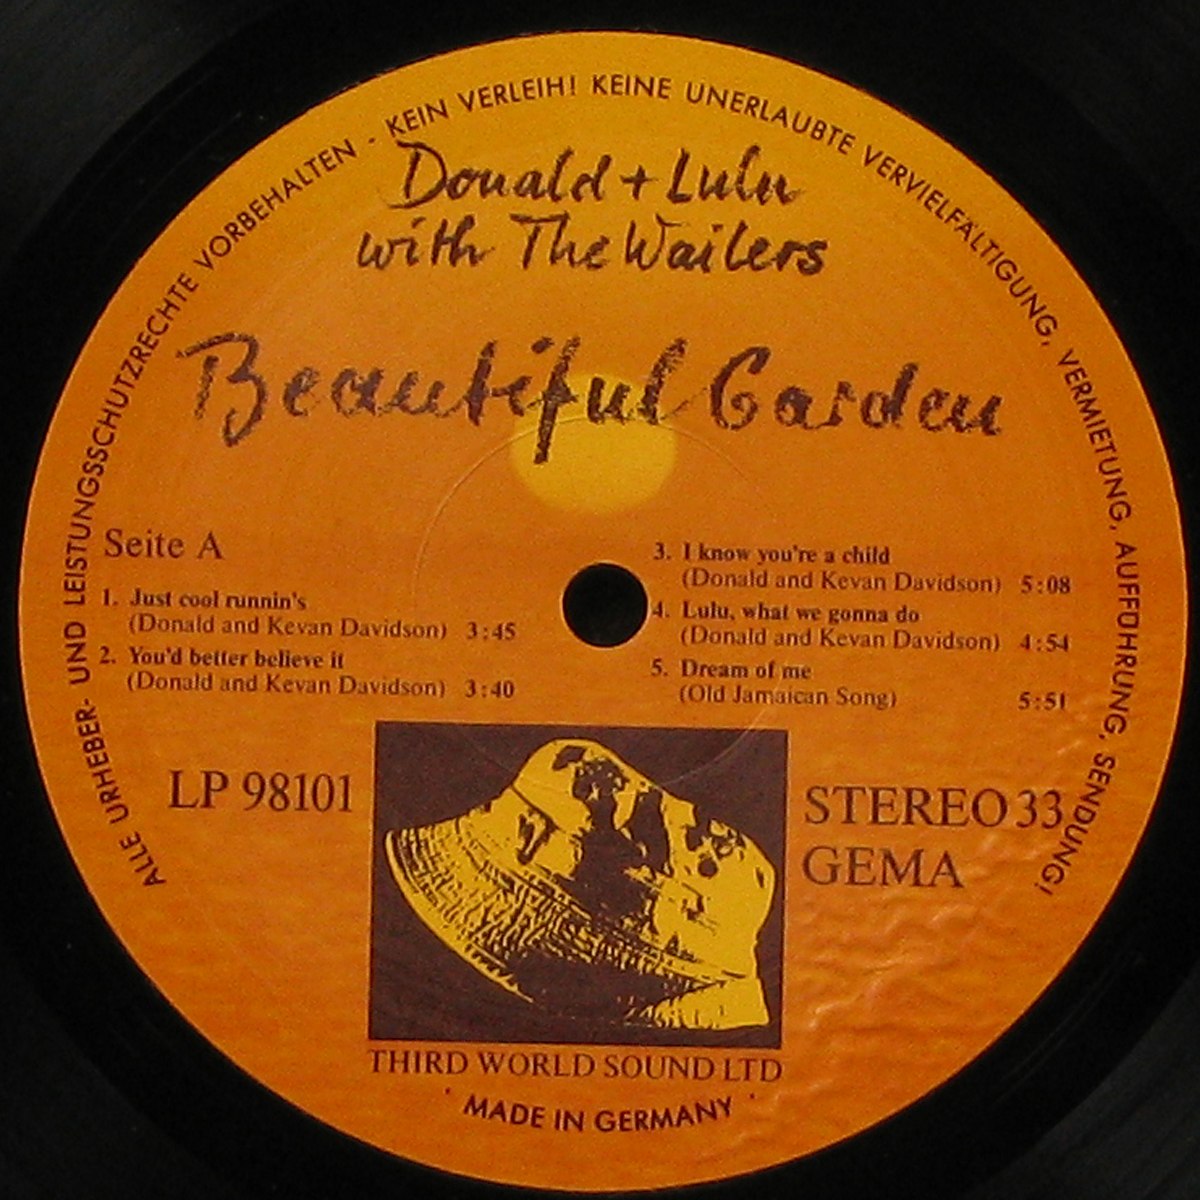 ALLE URHEBER- UND LEISTUNGSSCHUTZRECHTE VORBEHALTEN - KEIN VERLEIH! KEINE UNERLAUBTE VERVIELFÄLTIGUNG, VERMIETUNG, AUFFÜHRUNG, SENDUNG!
Donald + Lulu
with The Wailers
Beautiful Garden
Seite A
1. Just cool runnin's
(Donald and Kevan Davidson) 3:45
2. You'd better believe it
(Donald and Kevan Davidson) 3:40
3. I know you're a child
(Donald and Kevan Davidson) 5:08
4. Lulu, what we gonna do
(Donald and Kevan Davidson) 4:54
5. Dream of me
(Old Jamaican Song) 5:51
LP 98101
STEREO 33
GEMA
THIRD WORLD SOUND LTD
· MADE IN GERMANY ·